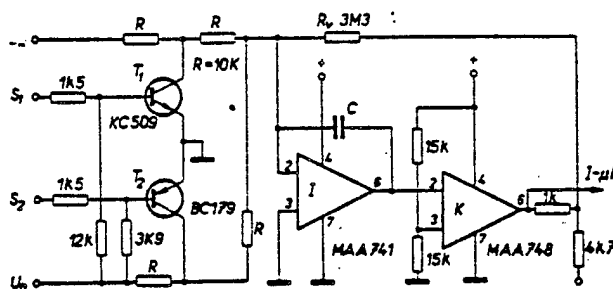 R R Rv 3M3
R=10K
S1 1k5 T1
KC509
C
15k
2 4 I 6
3 7
MAA741
2 4 K 6
3 7
MAA748
1k
I-μP
S2 1k5 T2
BC179
12k 3K9
R
15k
4k7
Un R